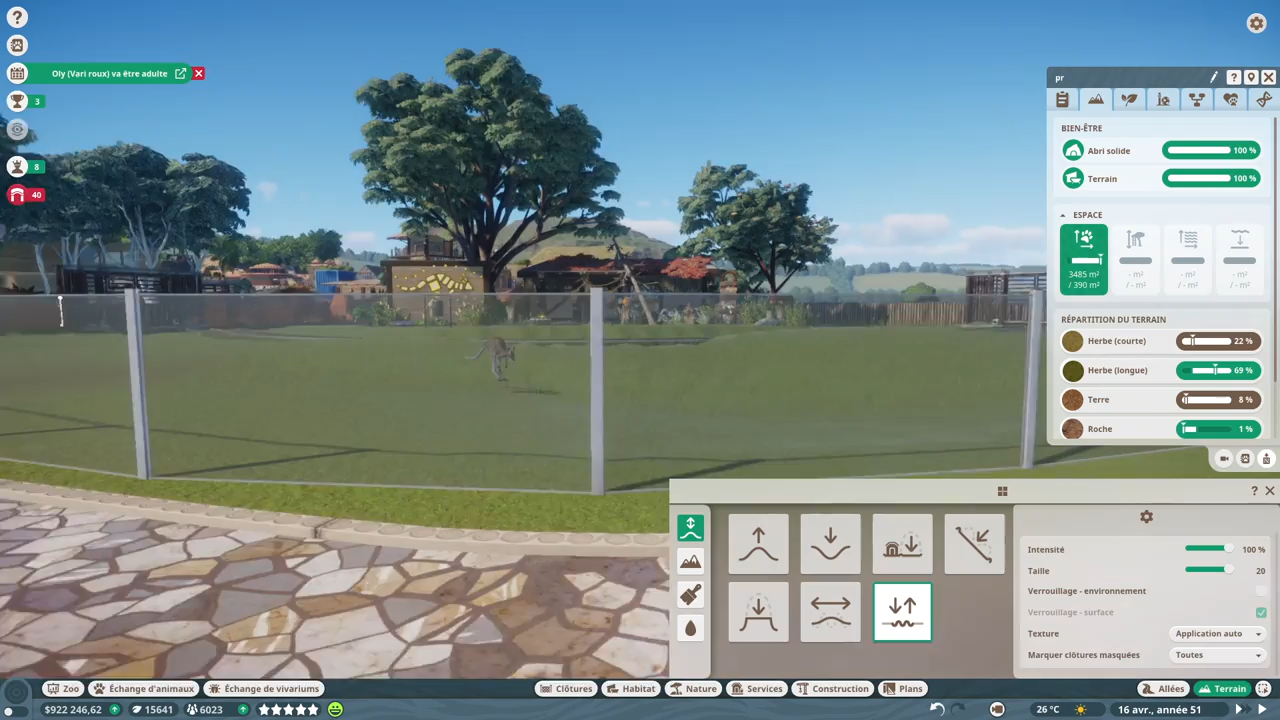 ?
Oly (Vari roux) va être adulte
3
8
40
pr
?
BIEN-ÊTRE
Abri solide 100 %
Terrain 100 %
ESPACE
3485 m² / 390 m²
- m² / - m²
- m² / - m²
- m² / - m²
RÉPARTITION DU TERRAIN
Herbe (courte) 22 %
Herbe (longue) 69 %
Terre 8 %
Roche 1 %
?
Intensité 100 %
Taille 20
Verrouillage - environnement
Verrouillage - surface
Texture Application auto
Marquer clôtures masquées Toutes
Zoo
Échange d'animaux
Échange de vivariums
Clôtures
Habitat
Nature
Services
Construction
Plans
Allées
Terrain
$922 246,62
15641
6023
26 °C
16 avr., année 51